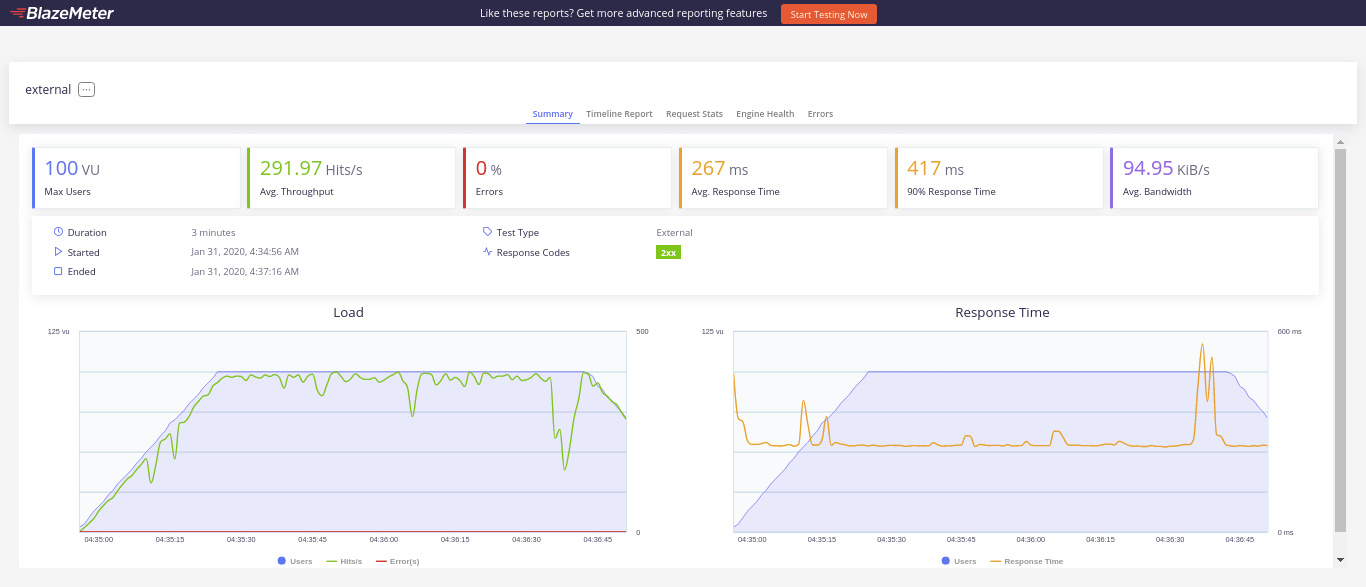 BlazeMeter
Like these reports? Get more advanced reporting features
Start Testing Now
external
Summary Timeline Report Request Stats Engine Health Errors
100 VU
Max Users
291.97 Hits/s
Avg. Throughput
0 %
Errors
267 ms
Avg. Response Time
417 ms
90% Response Time
94.95 KiB/s
Avg. Bandwidth
Duration 3 minutes
Started Jan 31, 2020, 4:34:56 AM
Ended Jan 31, 2020, 4:37:16 AM
Test Type External
Response Codes 2xx
Load
125 vu 500
0
04:35:00 04:35:15 04:35:30 04:35:45 04:36:00 04:36:15 04:36:30 04:36:45
Users Hits/s Error(s)
Response Time
125 vu 600 ms
0 ms
04:35:00 04:35:15 04:35:30 04:35:45 04:36:00 04:36:15 04:36:30 04:36:45
Users Response Time